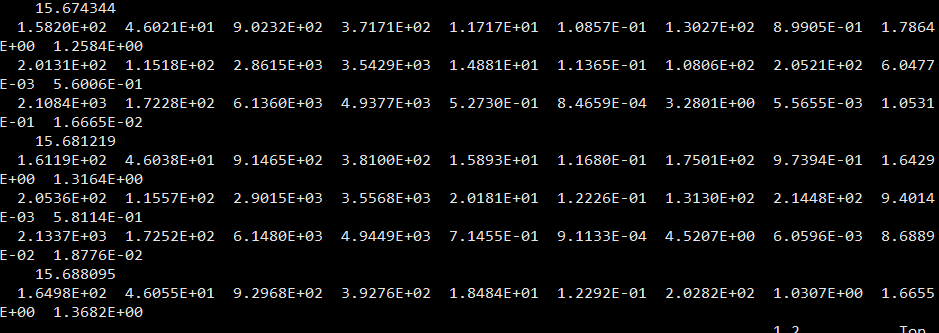 15.674344
1.5820E+02 4.6021E+01 9.0232E+02 3.7171E+02 1.1717E+01 1.0857E-01 1.3027E+02 8.9905E-01 1.7864
E+00 1.2584E+00
2.0131E+02 1.1518E+02 2.8615E+03 3.5429E+03 1.4881E+01 1.1365E-01 1.0806E+02 2.0521E+02 6.0477
E-03 5.6006E-01
2.1084E+03 1.7228E+02 6.1360E+03 4.9377E+03 5.2730E-01 8.4659E-04 3.2801E+00 5.5655E-03 1.0531
E-01 1.6665E-02
15.681219
1.6119E+02 4.6038E+01 9.1465E+02 3.8100E+02 1.5893E+01 1.1680E-01 1.7501E+02 9.7394E-01 1.6429
E+00 1.3164E+00
2.0536E+02 1.1557E+02 2.9015E+03 3.5568E+03 2.0181E+01 1.2226E-01 1.3130E+02 2.1448E+02 9.4014
E-03 5.8114E-01
2.1337E+03 1.7252E+02 6.1480E+03 4.9449E+03 7.1455E-01 9.1133E-04 4.5207E+00 6.0596E-03 8.6889
E-02 1.8776E-02
15.688095
1.6498E+02 4.6055E+01 9.2968E+02 3.9276E+02 1.8484E+01 1.2292E-01 2.0282E+02 1.0307E+00 1.6655
E+00 1.3682E+00